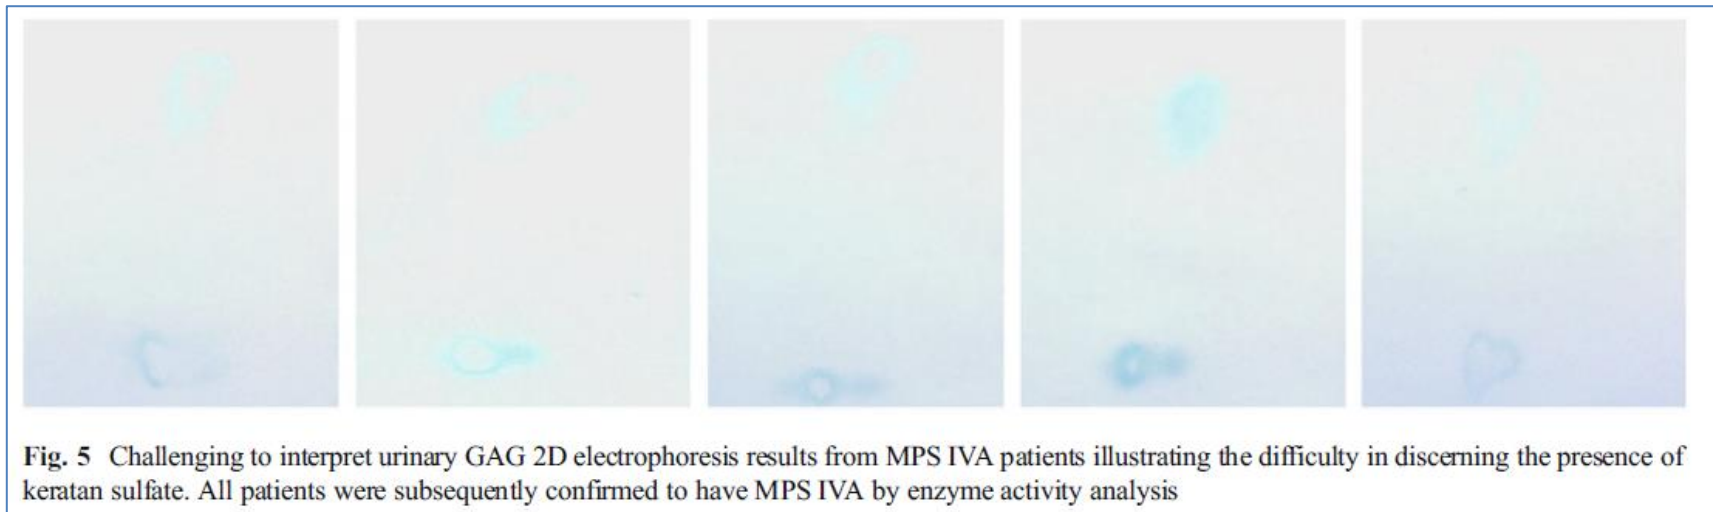 Fig. 5 Challenging to interpret urinary GAG 2D electrophoresis results from MPS IVA patients illustrating the difficulty in discerning the presence of
keratan sulfate. All patients were subsequently confirmed to have MPS IVA by enzyme activity analysis